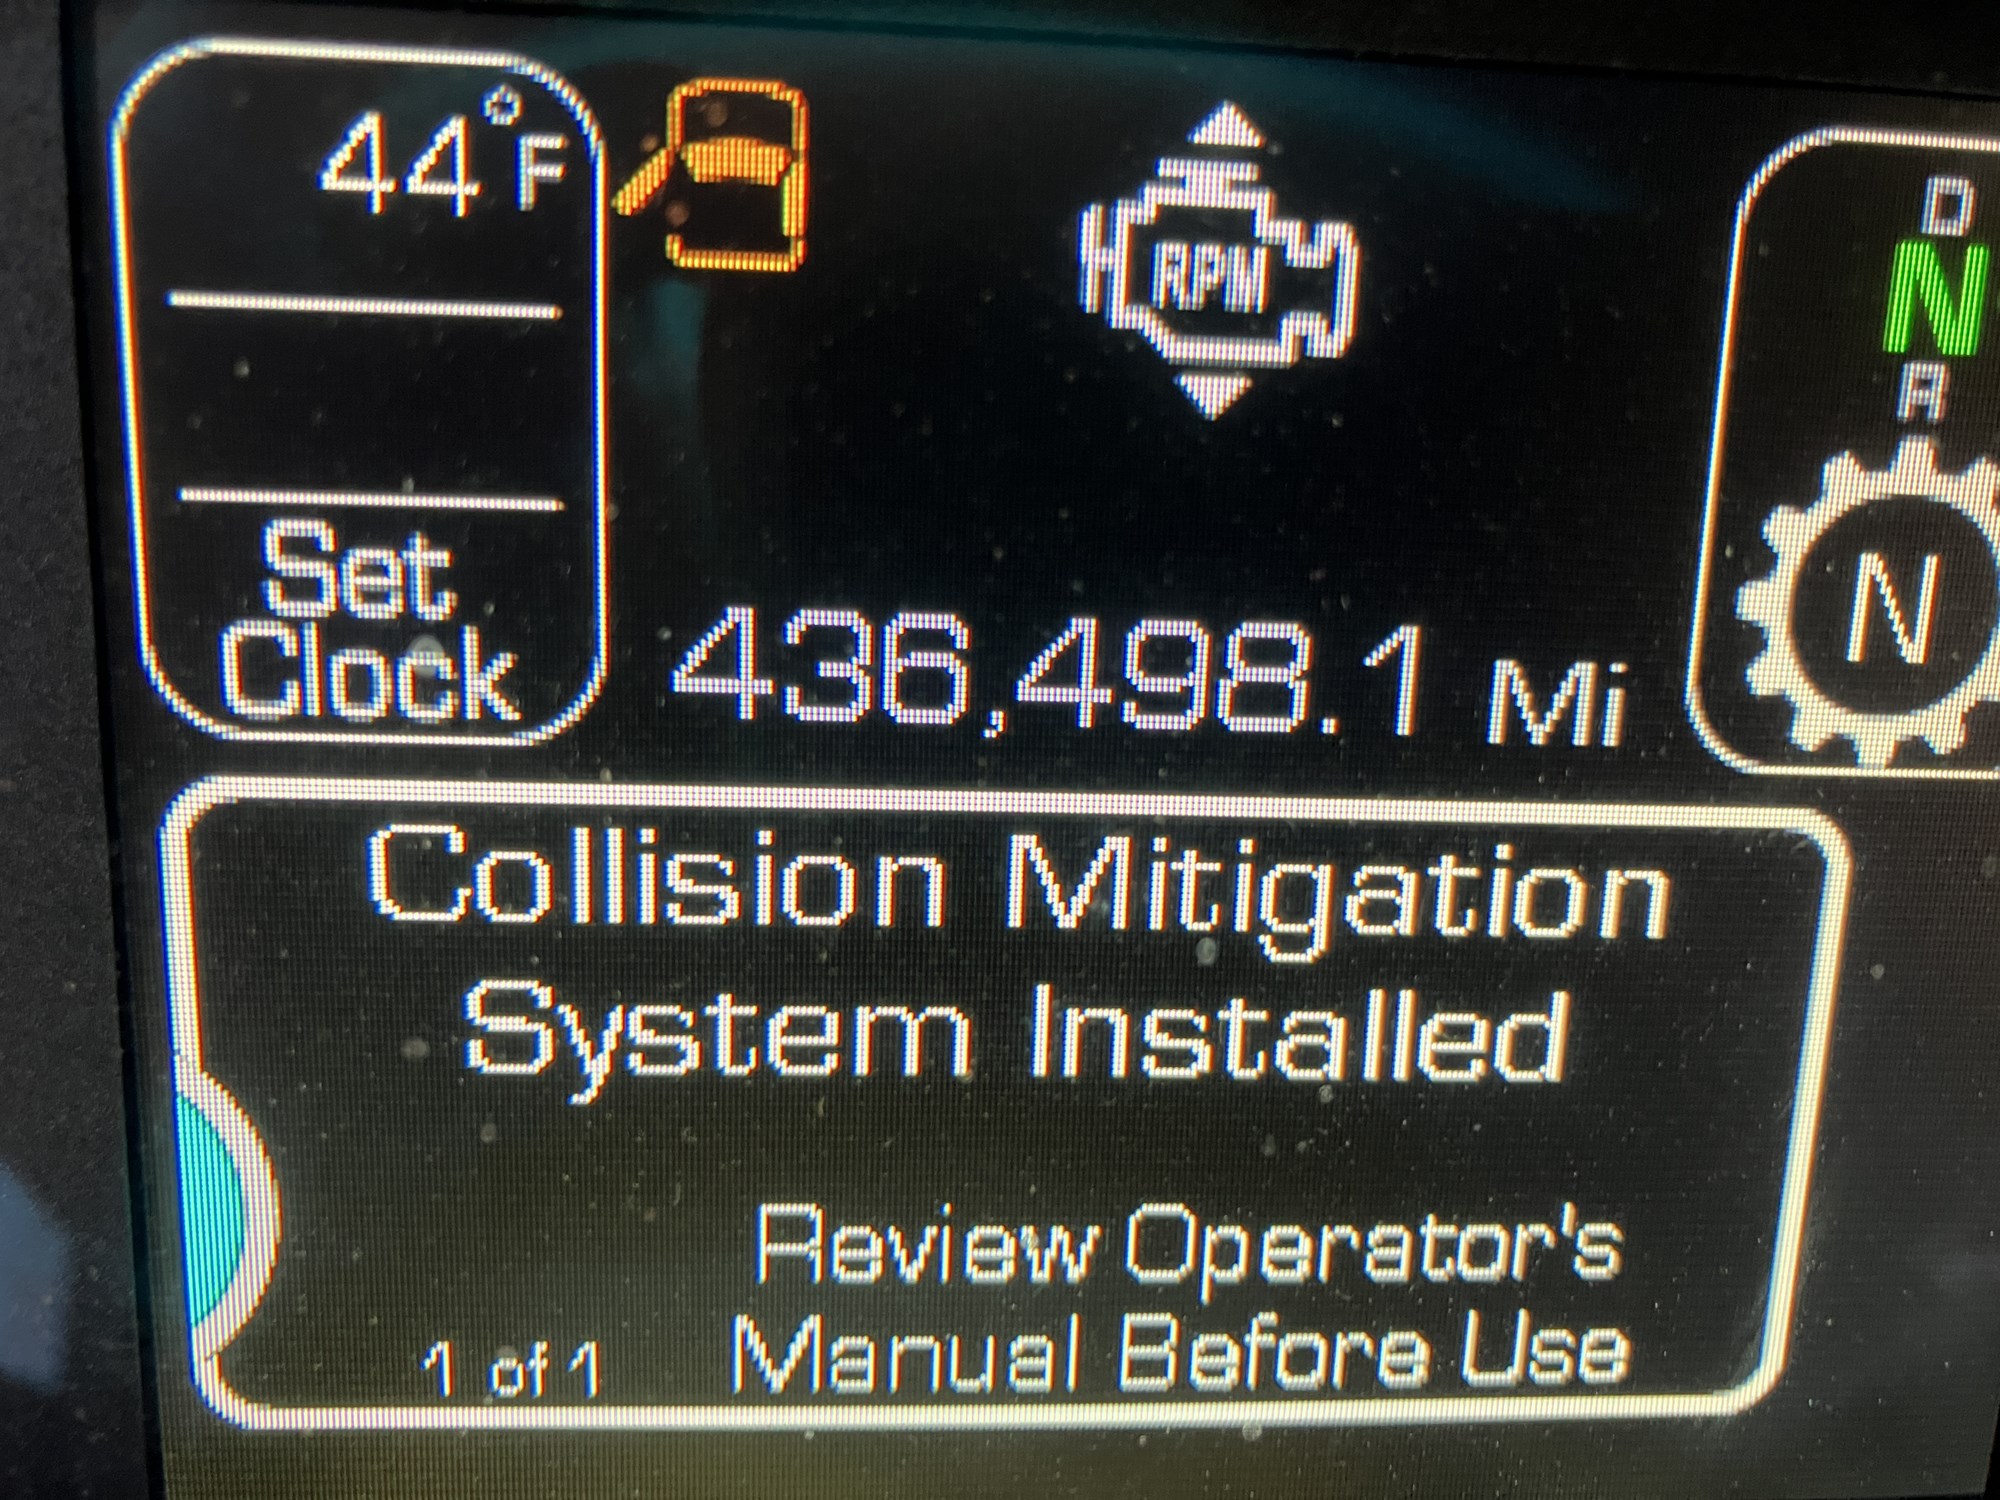 44°F
Set
Clock
RPM
436,498.1 Mi
D
N
R
N
Collision Mitigation
System Installed
Review Operator's
Manual Before Use
1 of 1